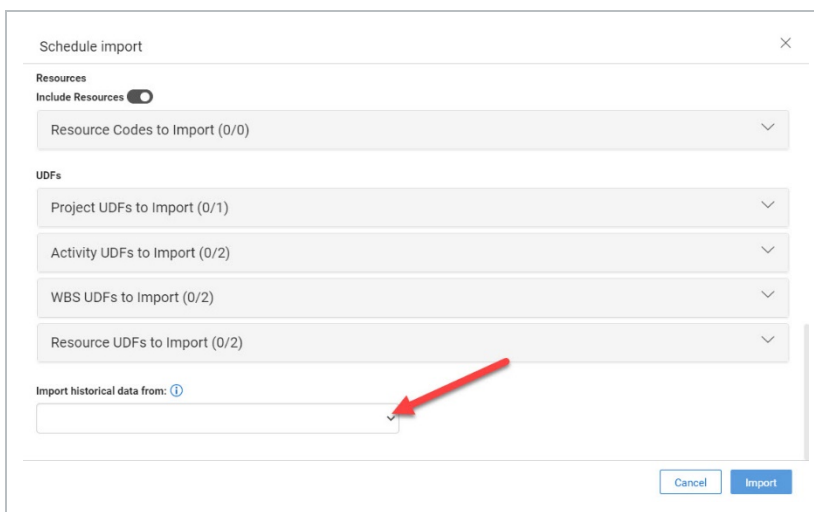 Schedule import
Resources
Include Resources
Resource Codes to Import (0/0)
UDFs
Project UDFs to Import (0/1)
Activity UDFs to Import (0/2)
WBS UDFs to Import (0/2)
Resource UDFs to Import (0/2)
Import historical data from:
Cancel Import